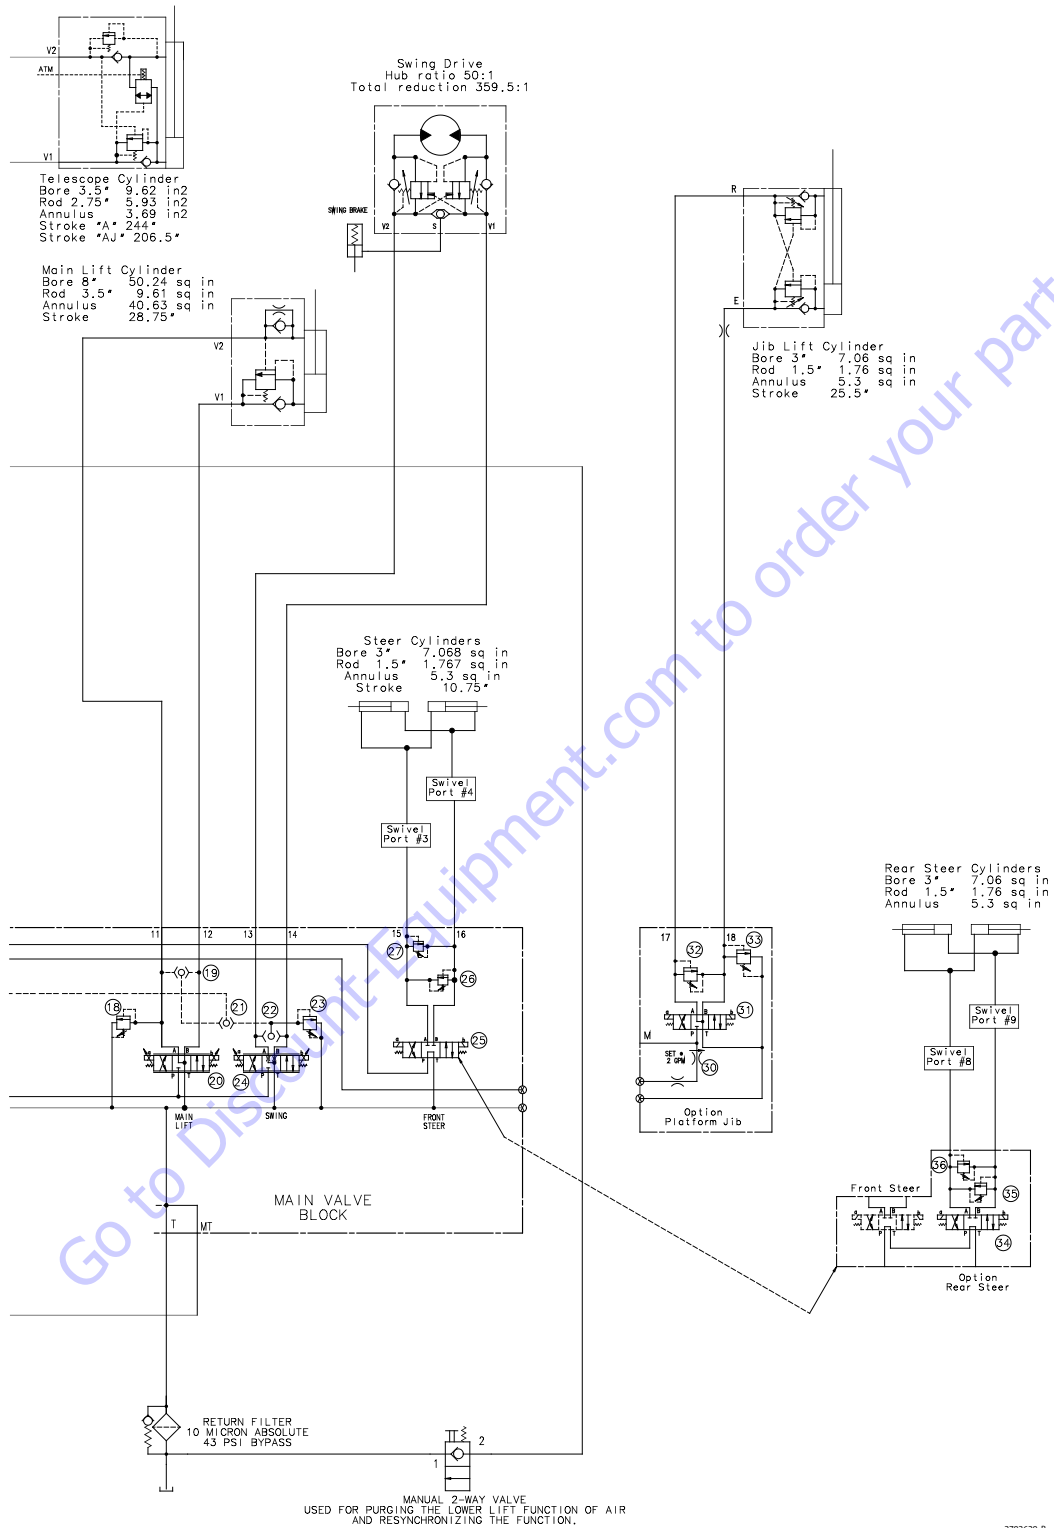 V2
ATM
V1
Telescope Cylinder
Bore 3.5" 9.62 in2
Rod 2.75" 5.93 in2
Annulus 3.69 in2
Stroke "A" 244"
Stroke "AJ" 206.5"
Swing Drive
Hub ratio 50:1
Total reduction 359.5:1
SWING BRAKE
V2
S
V1
Main Lift Cylinder
Bore 8" 50.24 sq in
Rod 3.5" 9.61 sq in
Annulus 40.63 sq in
Stroke 28.75"
V2
V1
R
E
Jib Lift Cylinder
Bore 3" 7.06 sq in
Rod 1.5" 1.76 sq in
Annulus 5.3 sq in
Stroke 25.5"
Steer Cylinders
Bore 3" 7.068 sq in
Rod 1.5" 1.767 sq in
Annulus 5.3 sq in
Stroke 10.75"
Swivel
Port #4
Swivel
Port #3
Rear Steer Cylinders
Bore 3" 7.06 sq in
Rod 1.5" 1.76 sq in
Annulus 5.3 sq in
Swivel
Port #9
Swivel
Port #8
11 12 13 14 15 16
27
26
19
18
21
22
23
25
A B
P T
20
A B
P T
24
A B
P T
MAIN
LIFT
SWING
FRONT
STEER
MAIN VALVE
BLOCK
T
MT
17 18
32
33
31
A B
P T
M
SET @
2 GPM
30
Option
Platform Jib
36
35
Front Steer
A B
P T
A B
P T
34
Option
Rear Steer
RETURN FILTER
10 MICRON ABSOLUTE
43 PSI BYPASS
1
2
MANUAL 2-WAY VALVE
USED FOR PURGING THE LOWER LIFT FUNCTION OF AIR
AND RESYNCHRONIZING THE FUNCTION.
Go to Discount-Equipment.com to order your part